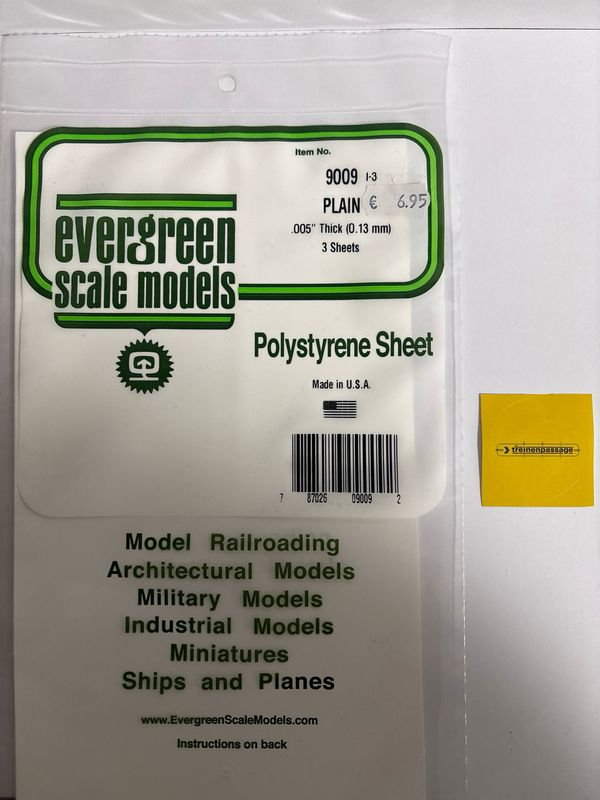 Item No.
9009 I-3
PLAIN € 6.95
.005" Thick (0.13 mm)
3 Sheets
evergreen
scale models
Polystyrene Sheet
Made in U.S.A.
7 87026 09009 2
treinenpassage
Model Railroading
Architectural Models
Military Models
Industrial Models
Miniatures
Ships and Planes
www.EvergreenScaleModels.com
Instructions on back